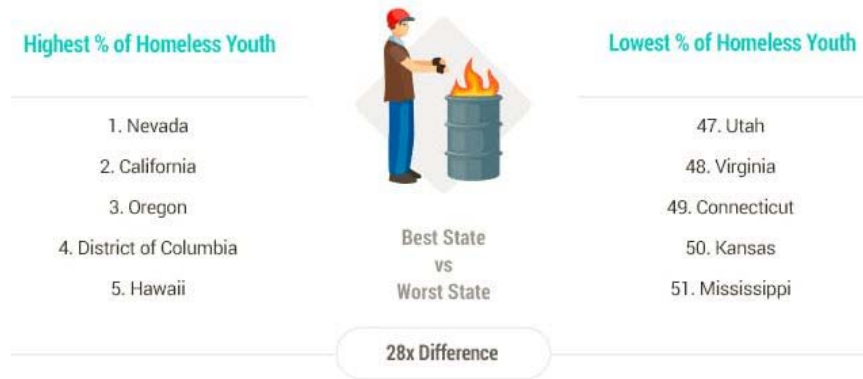 Highest % of Homeless Youth
1. Nevada
2. California
3. Oregon
4. District of Columbia
5. Hawaii
Best State
vs
Worst State
Lowest % of Homeless Youth
47. Utah
48. Virginia
49. Connecticut
50. Kansas
51. Mississippi
28x Difference